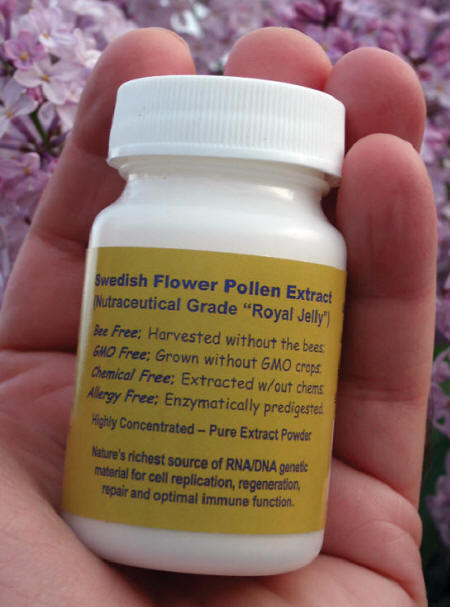 Swedish Flower Pollen Extract
(Nutraceutical Grade “Royal Jelly”)
Bee Free; Harvested without the bees;
GMO Free; Grown without GMO crops;
Chemical Free; Extracted w/out chems;
Allergy Free; Enzymatically predigested.
Highly Concentrated – Pure Extract Powder
Nature's richest source of RNA/DNA genetic
material for cell replication, regeneration,
repair and optimal immune function.